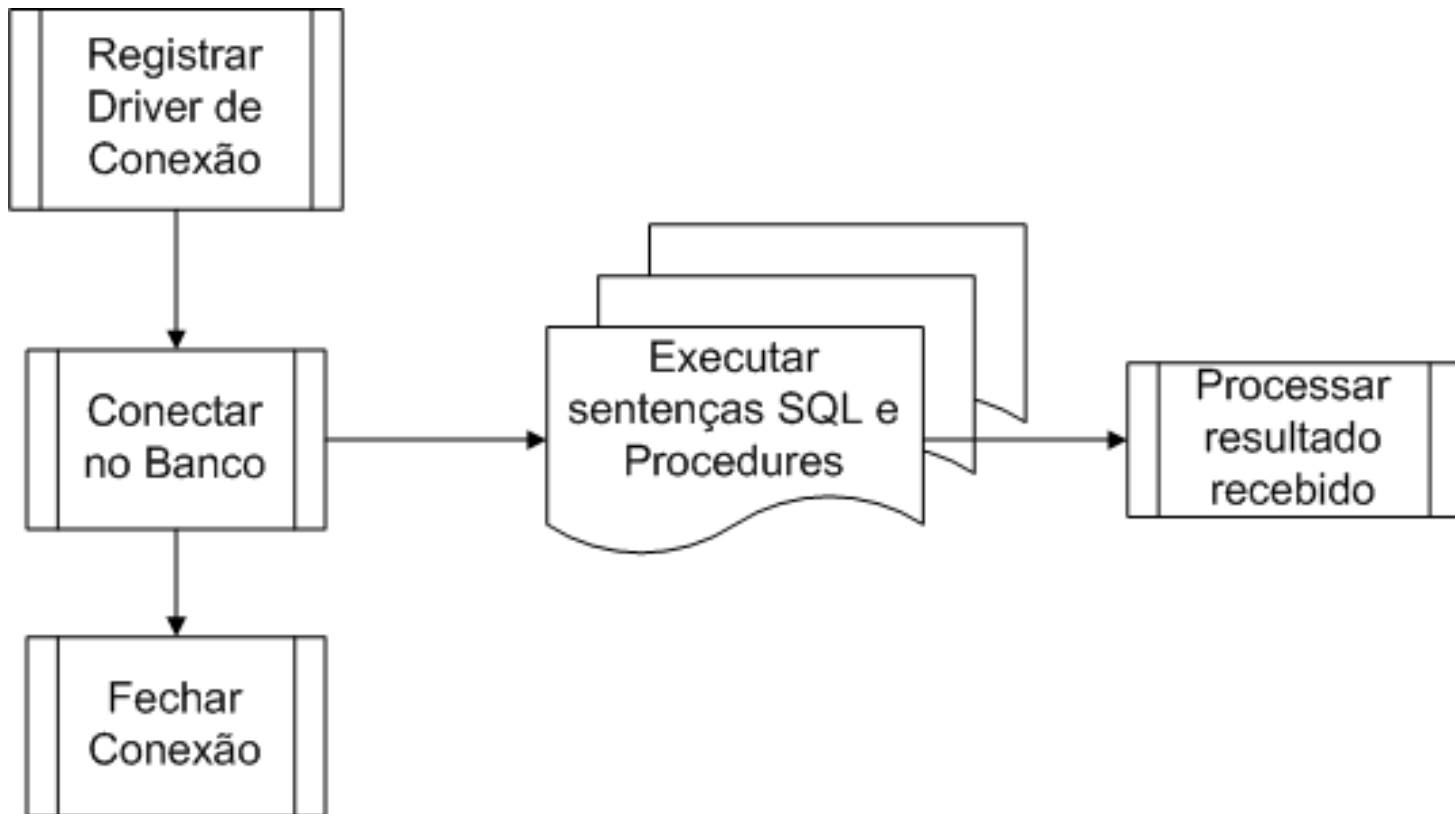 Registrar
Driver de
Conexão
Conectar
no Banco
Executar
sentenças SQL e
Procedures
Processar
resultado
recebido
Fechar
Conexão